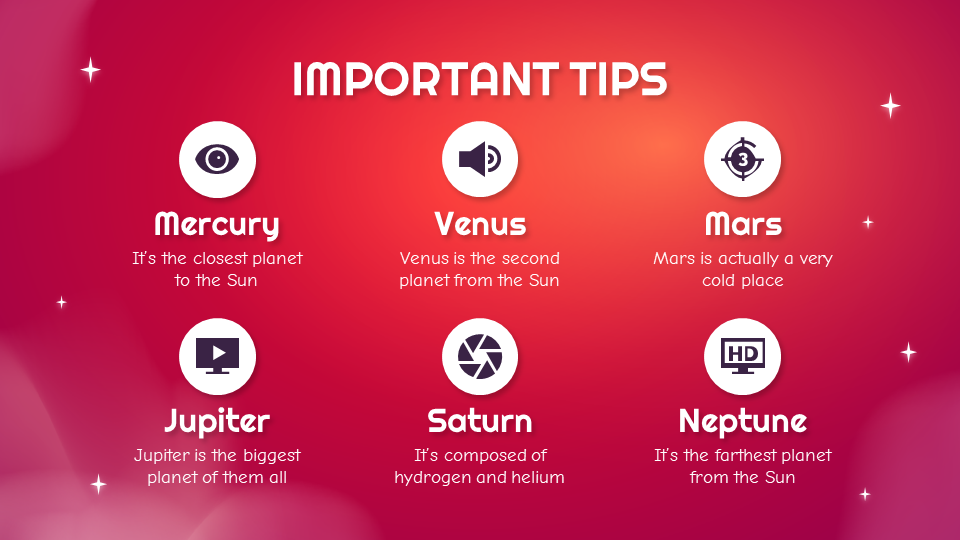 IMPORTANT TIPS
3
Mercury
It's the closest planet
to the Sun
Venus
Venus is the second
planet from the Sun
Mars
Mars is actually a very
cold place
Jupiter
Jupiter is the biggest
planet of them all
Saturn
It's composed of
hydrogen and helium
HD
Neptune
It's the farthest planet
from the Sun